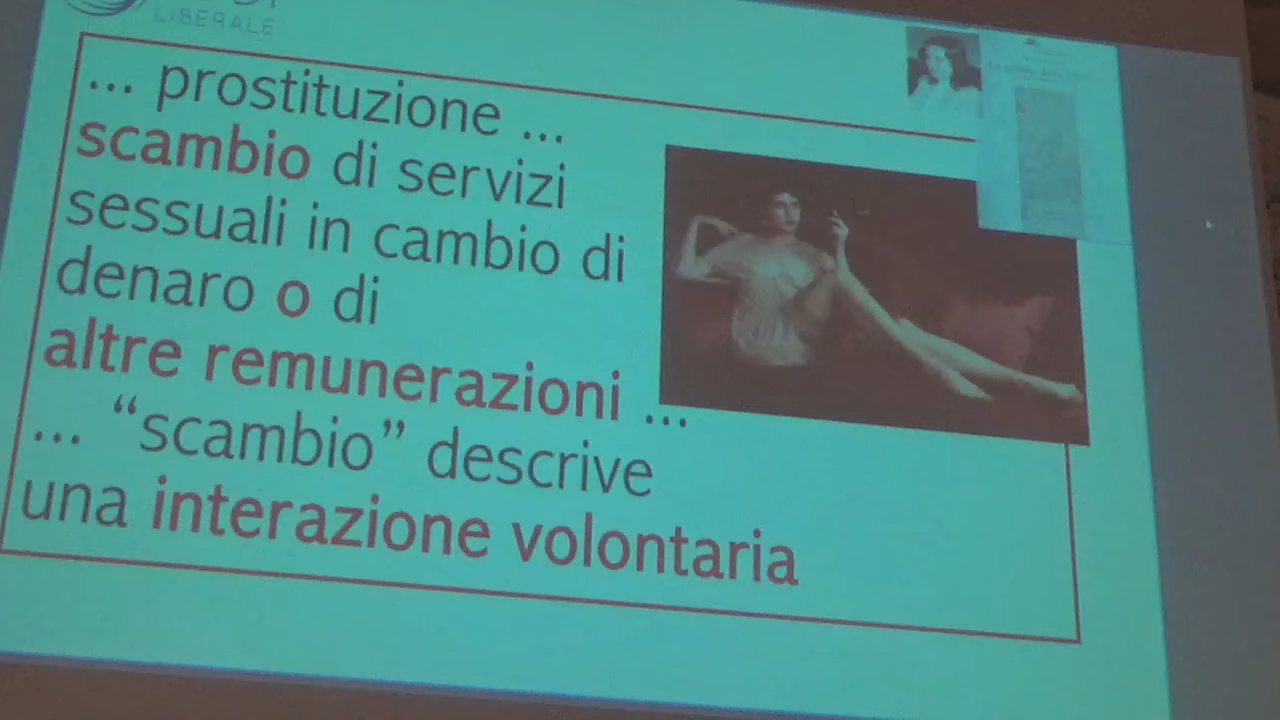 LIBERALE
... prostituzione ...
scambio di servizi
sessuali in cambio di
denaro o di
altre remunerazioni ...
... “scambio” descrive
una interazione volontaria